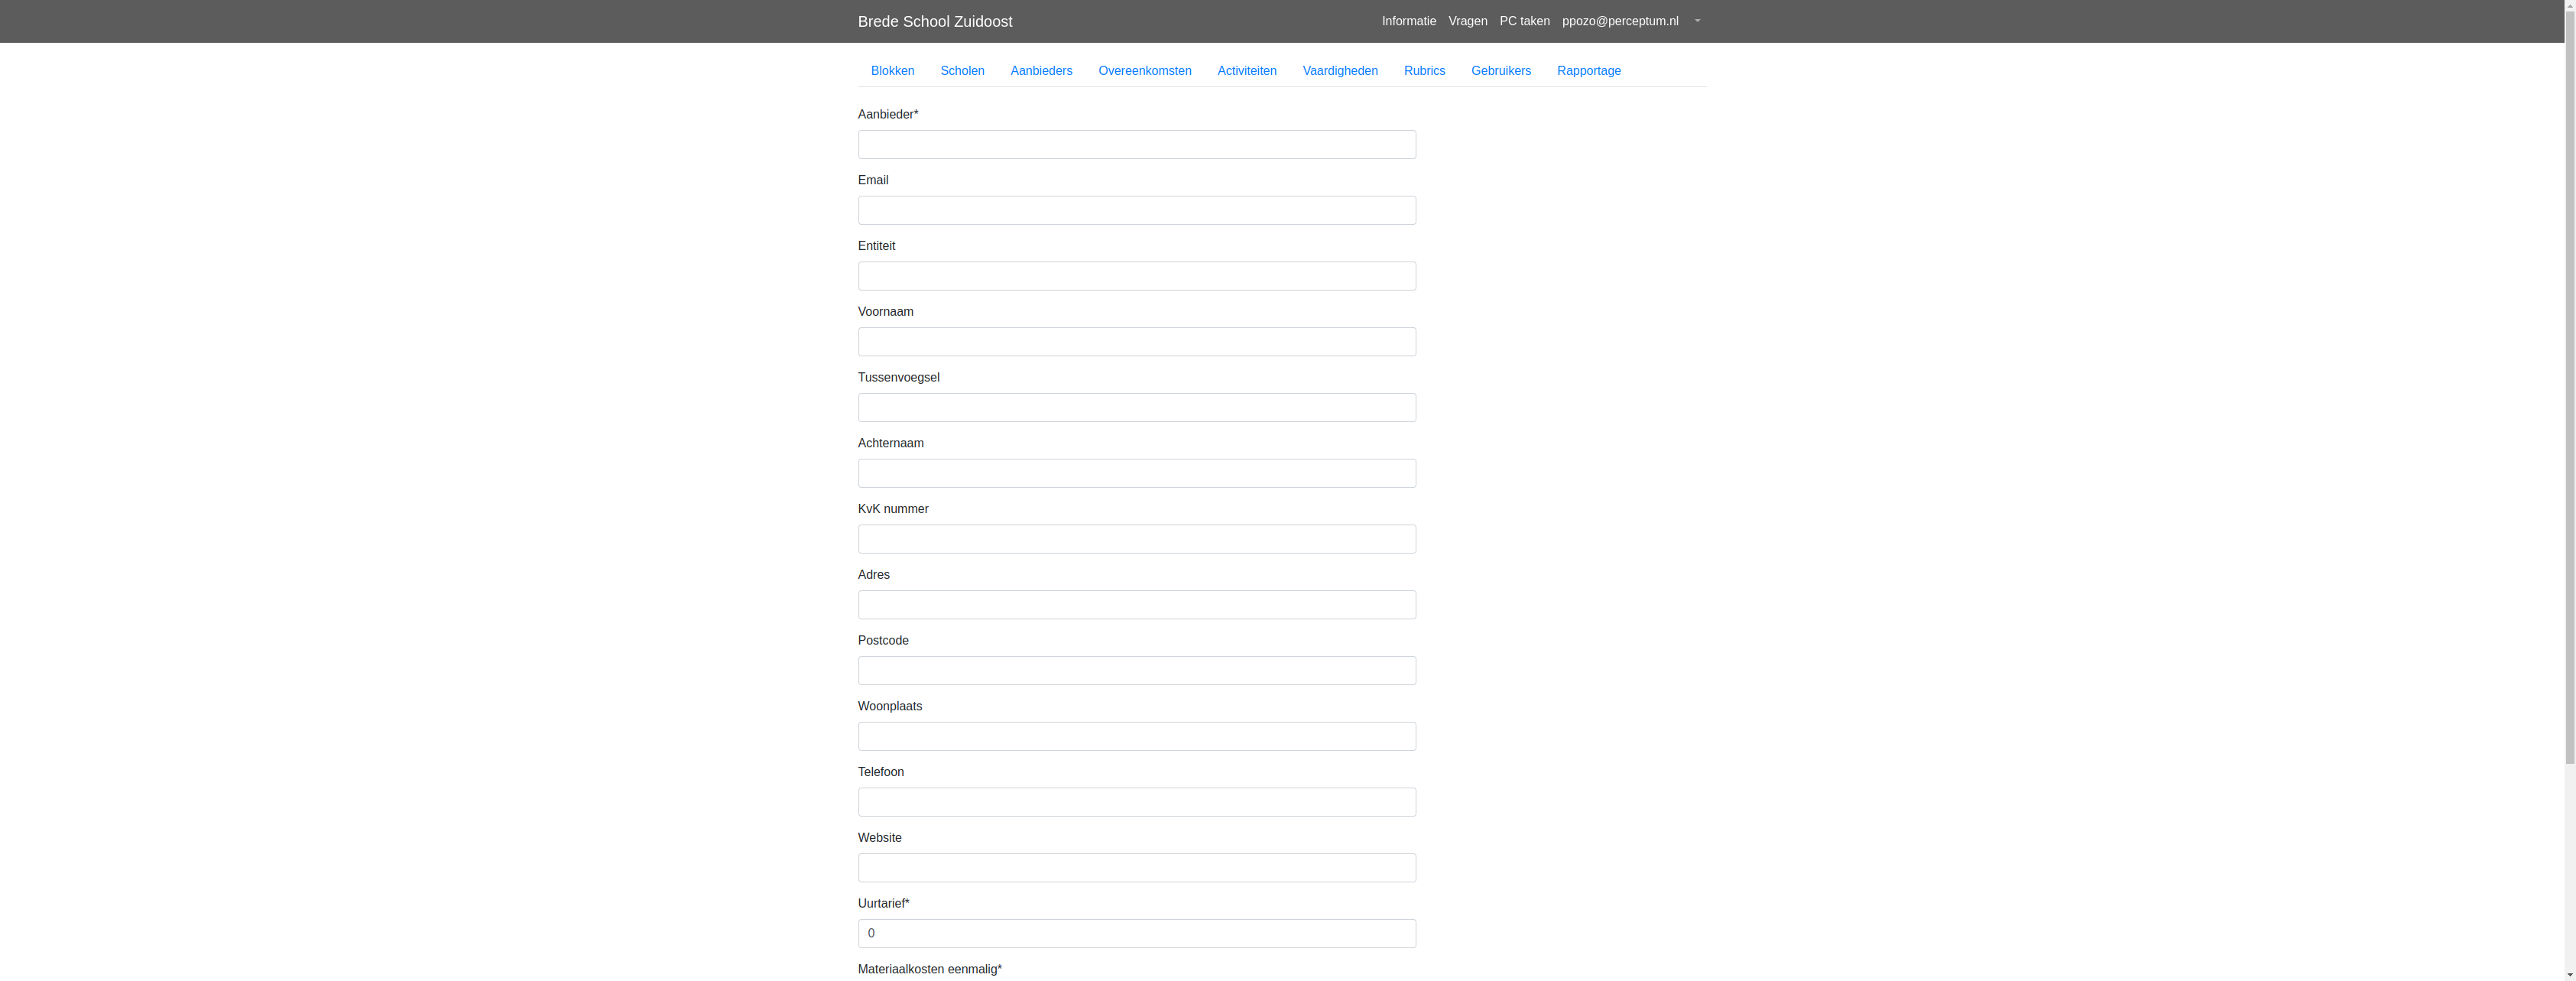 Brede School Zuidoost Informatie Vragen PC taken ppozo@perceptum.nl
Blokken Scholen Aanbieders Overeenkomsten Activiteiten Vaardigheden Rubrics Gebruikers Rapportage
Aanbieder*
Email
Entiteit
Voornaam
Tussenvoegsel
Achternaam
KvK nummer
Adres
Postcode
Woonplaats
Telefoon
Website
Uurtarief*
0
Materiaalkosten eenmalig*